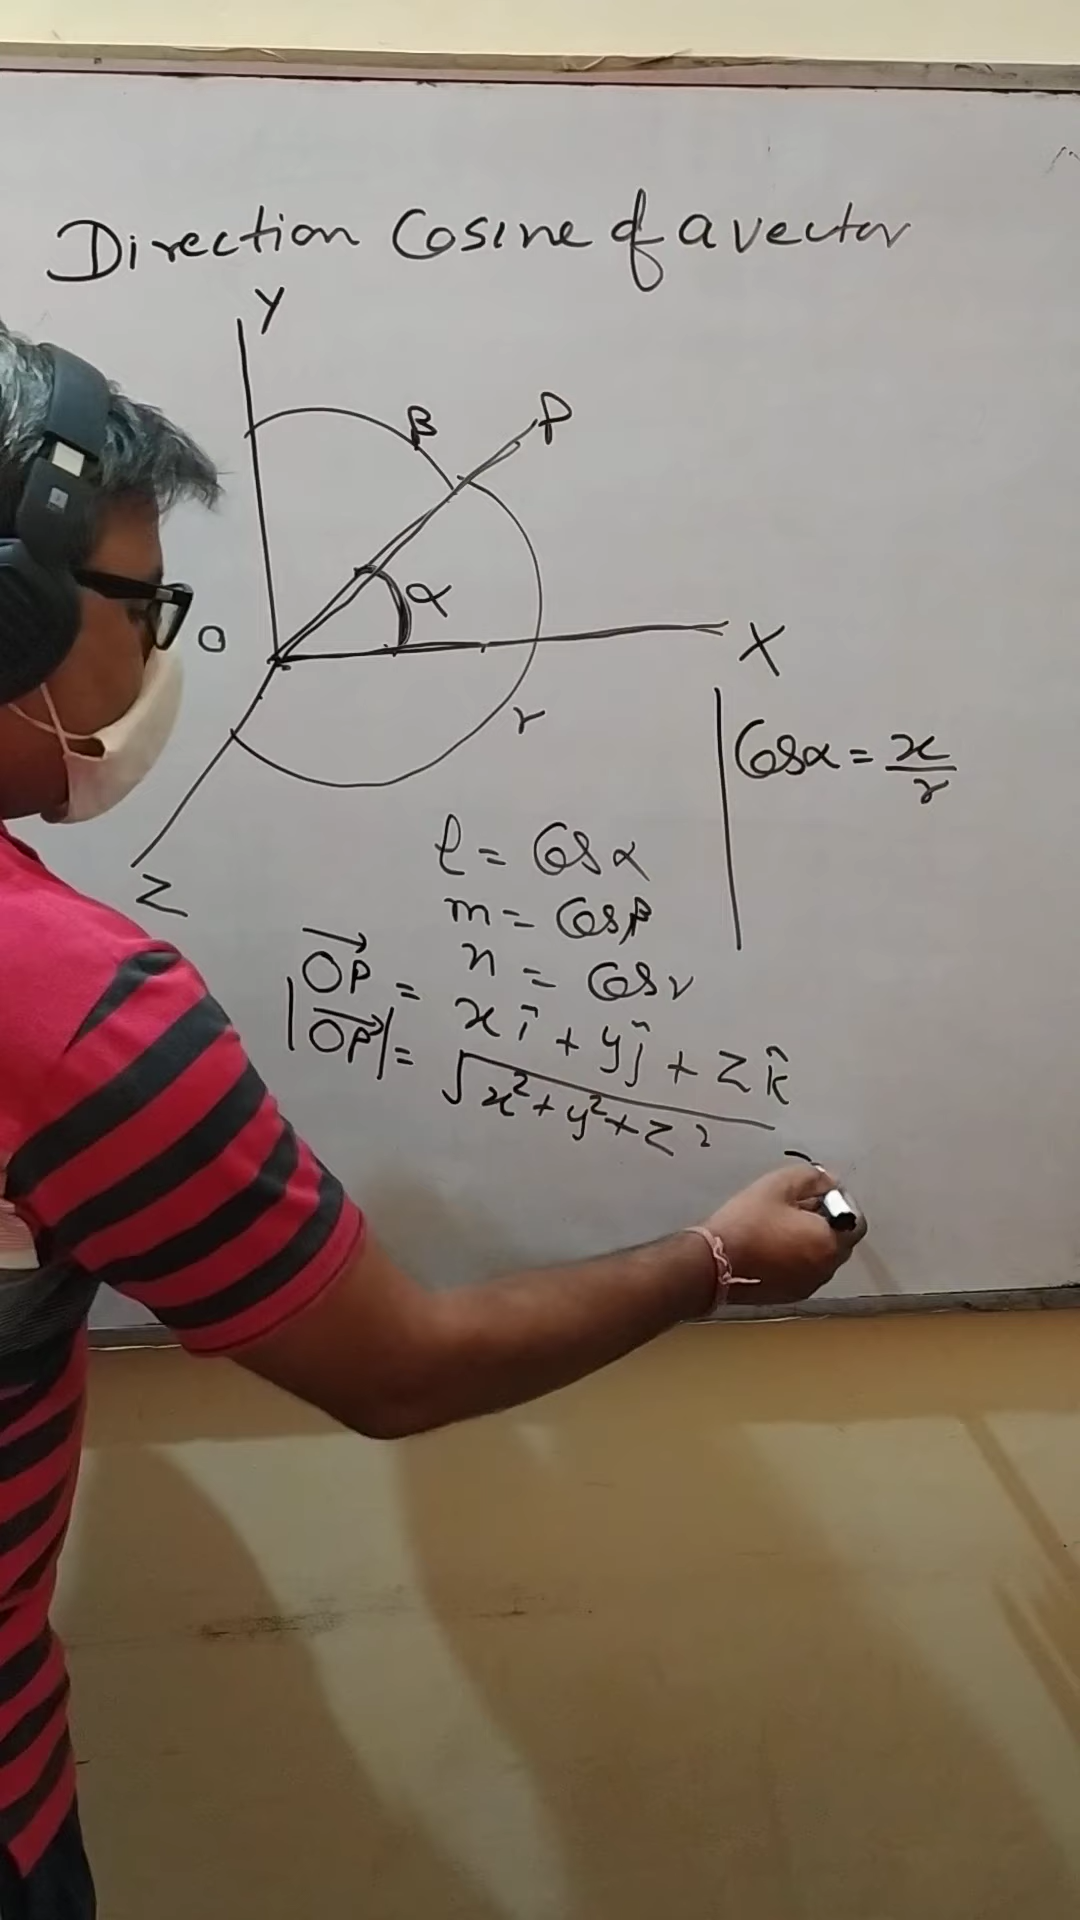 Direction Cosine of a vector
Y
β
P
α
O
X
γ
Z
Cosα = x/r
l = Cosα
m = Cosβ
n = Cosγ
→OP = xî + yĵ + zk̂
|→OP| = √x²+y²+z²